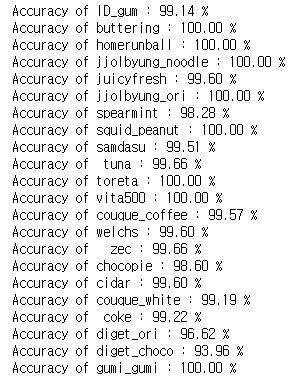 Accuracy of ID_gum : 99.14 %
Accuracy of buttering : 100.00 %
Accuracy of homerunball : 100.00 %
Accuracy of jjolbyung_noodle : 100.00 %
Accuracy of juicyfresh : 99.60 %
Accuracy of jjolbyung_ori : 100.00 %
Accuracy of spearmint : 98.28 %
Accuracy of squid_peanut : 100.00 %
Accuracy of samdasu : 99.51 %
Accuracy of  tuna : 99.66 %
Accuracy of toreta : 100.00 %
Accuracy of vita500 : 100.00 %
Accuracy of couque_coffee : 99.57 %
Accuracy of welchs : 99.60 %
Accuracy of   zec : 99.66 %
Accuracy of chocopie : 98.60 %
Accuracy of cidar : 99.60 %
Accuracy of couque_white : 99.19 %
Accuracy of  coke : 99.22 %
Accuracy of diget_ori : 96.62 %
Accuracy of diget_choco : 93.96 %
Accuracy of gumi_gumi : 100.00 %